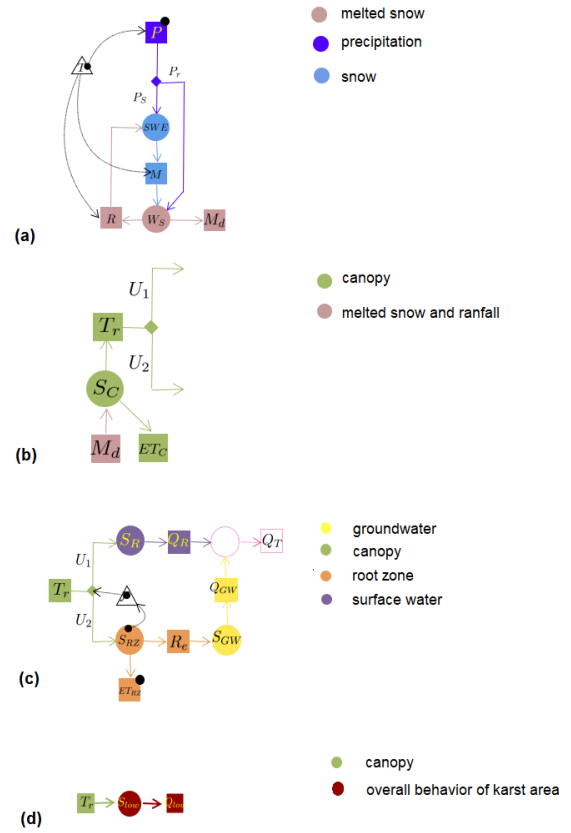 melted snow
P
precipitation
T
P_r
snow
P_S
SWE
M
R
W_S
M_d
(a)
canopy
U_1
T_r
melted snow and ranfall
U_2
S_C
M_d
ET_C
(b)
groundwater
S_R
Q_R
Q_T
canopy
U_1
root zone
T_r
Q_GW
surface water
U_2
S_RZ
R_e
S_GW
ET_RZ
(c)
canopy
overall behavior of karst area
T_r
S_low
Q_low
(d)